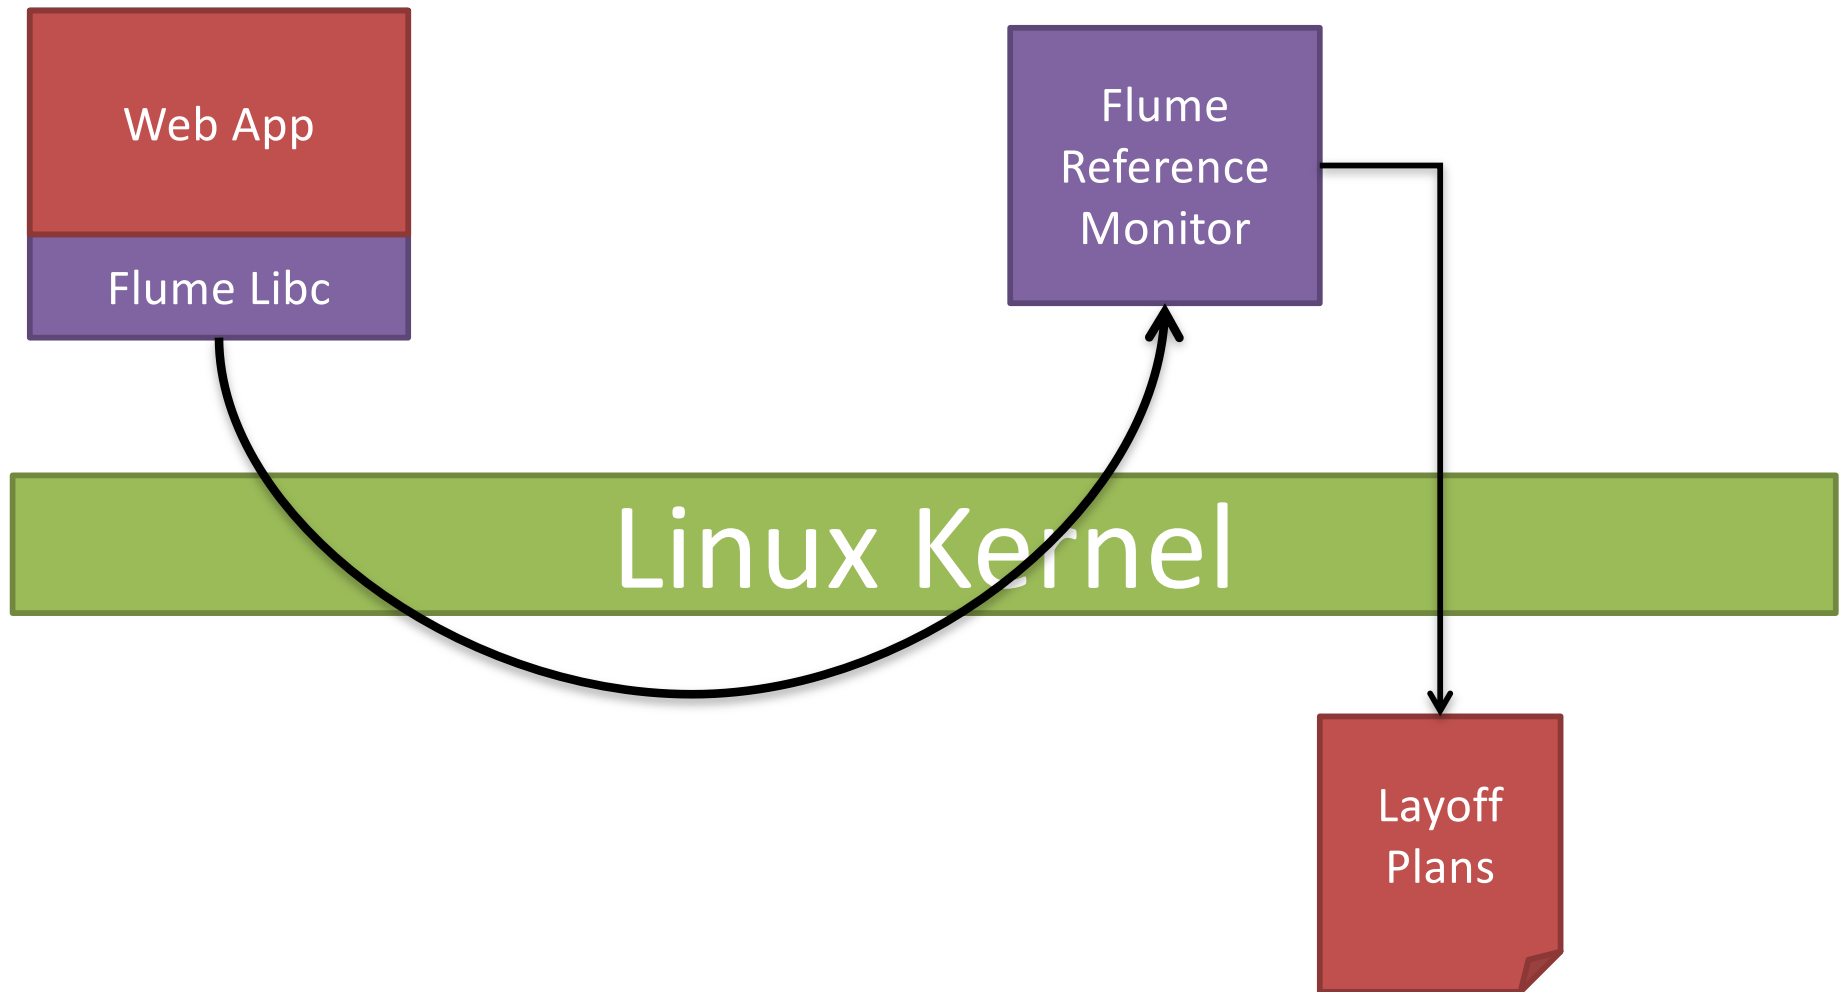 Web App
Flume Libc
Flume
Reference
Monitor
Linux Kernel
Layoff
Plans